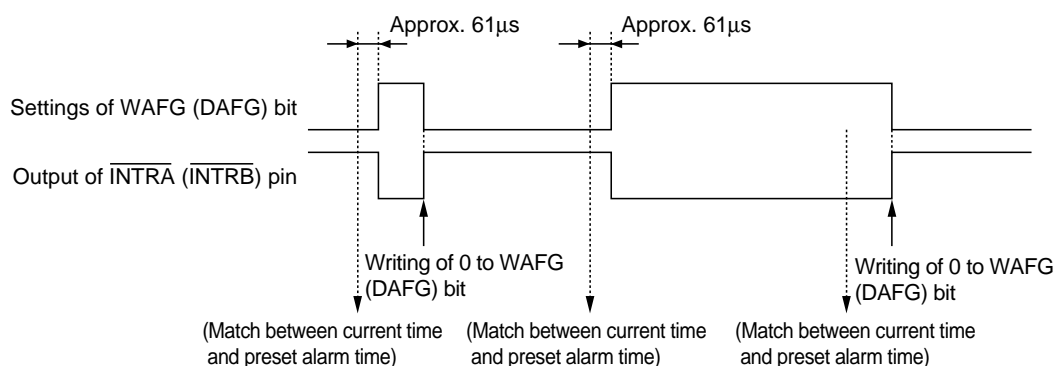 Approx. 61μs
Approx. 61μs
Settings of WAFG (DAFG) bit
Output of INTRA (INTRB) pin
Writing of 0 to WAFG
(DAFG) bit
Writing of 0 to WAFG
(DAFG) bit
(Match between current time
and preset alarm time)
(Match between current time
and preset alarm time)
(Match between current time
and preset alarm time)